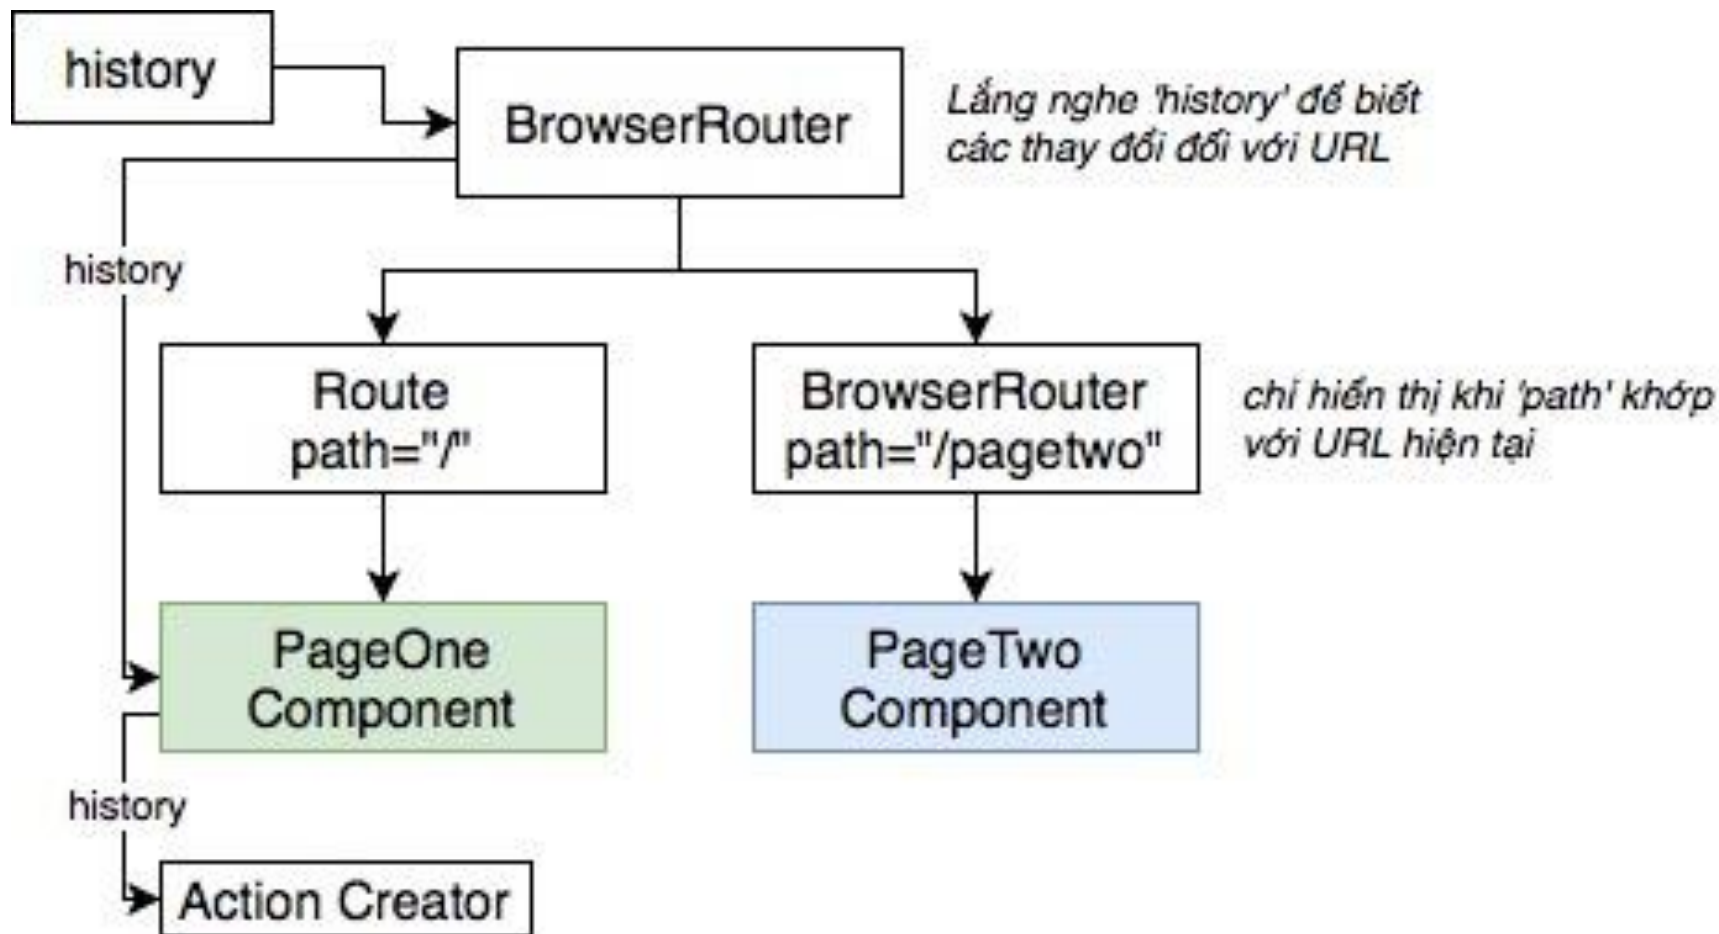 history
BrowserRouter
Lắng nghe 'history' để biết
các thay đổi đối với URL
history
Route
path="/"
BrowserRouter
path="/pagetwo"
chỉ hiển thị khi 'path' khớp
với URL hiện tại
PageOne
Component
PageTwo
Component
history
Action Creator